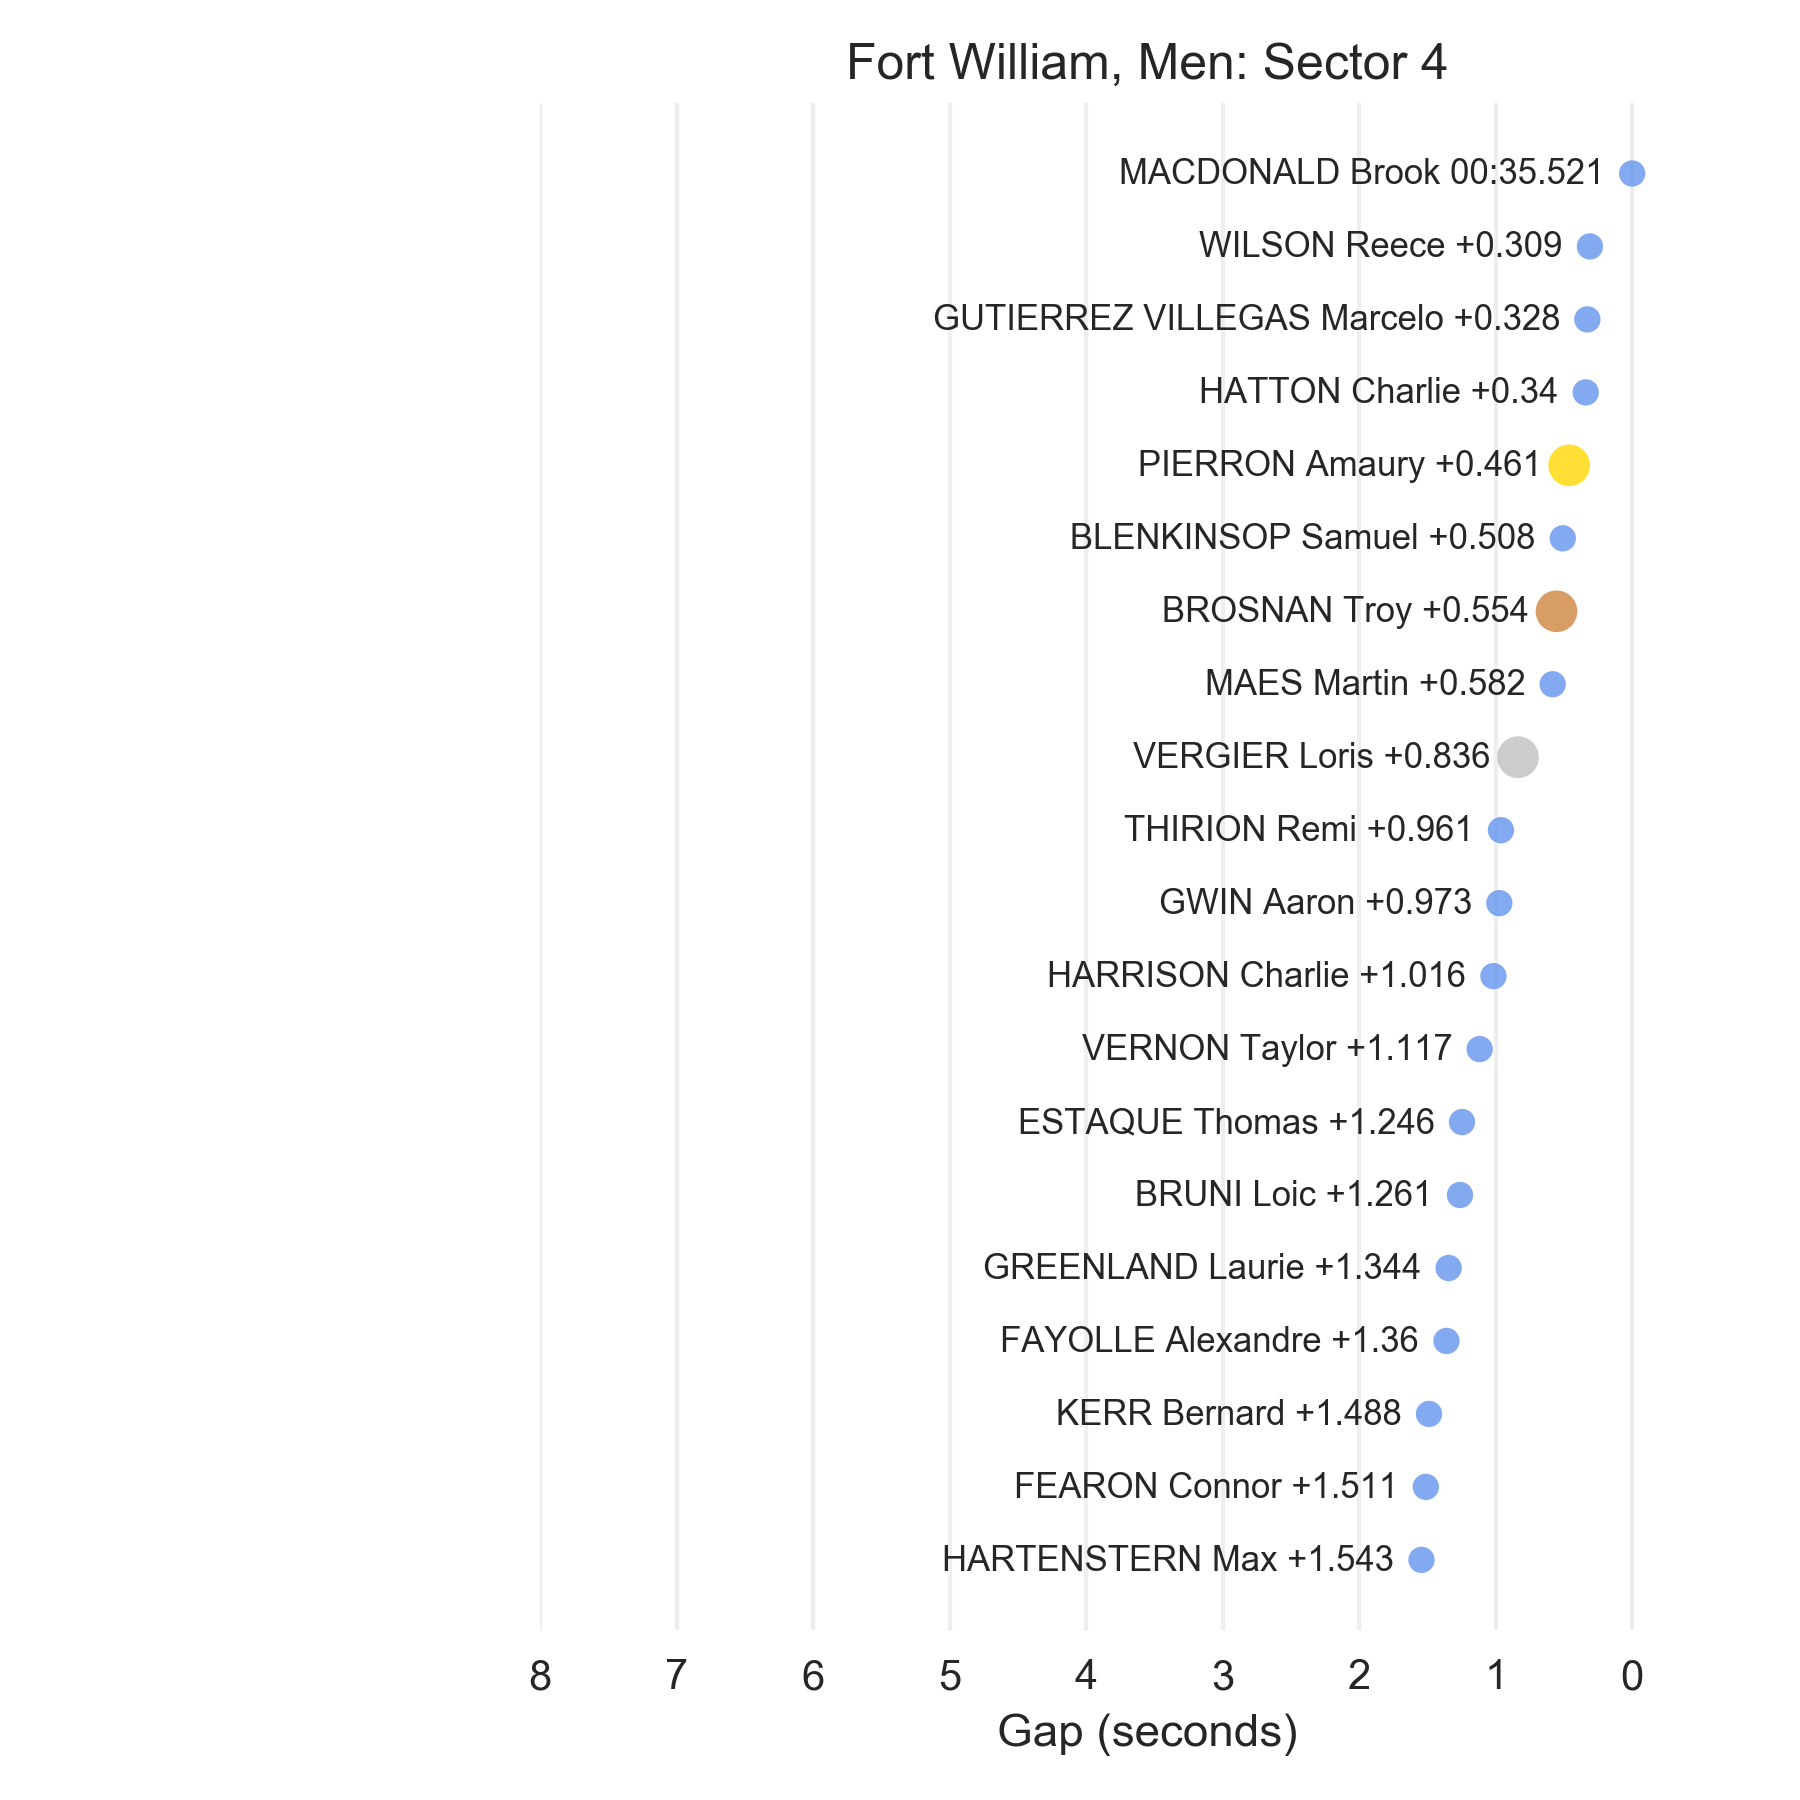 Fort William, Men: Sector 4
MACDONALD Brook 00:35.521
WILSON Reece +0.309
GUTIERREZ VILLEGAS Marcelo +0.328
HATTON Charlie +0.34
PIERRON Amaury +0.461
BLENKINSOP Samuel +0.508
BROSNAN Troy +0.554
MAES Martin +0.582
VERGIER Loris +0.836
THIRION Remi +0.961
GWIN Aaron +0.973
HARRISON Charlie +1.016
VERNON Taylor +1.117
ESTAQUE Thomas +1.246
BRUNI Loic +1.261
GREENLAND Laurie +1.344
FAYOLLE Alexandre +1.36
KERR Bernard +1.488
FEARON Connor +1.511
HARTENSTERN Max +1.543
8 7 6 5 4 3 2 1 0
Gap (seconds)